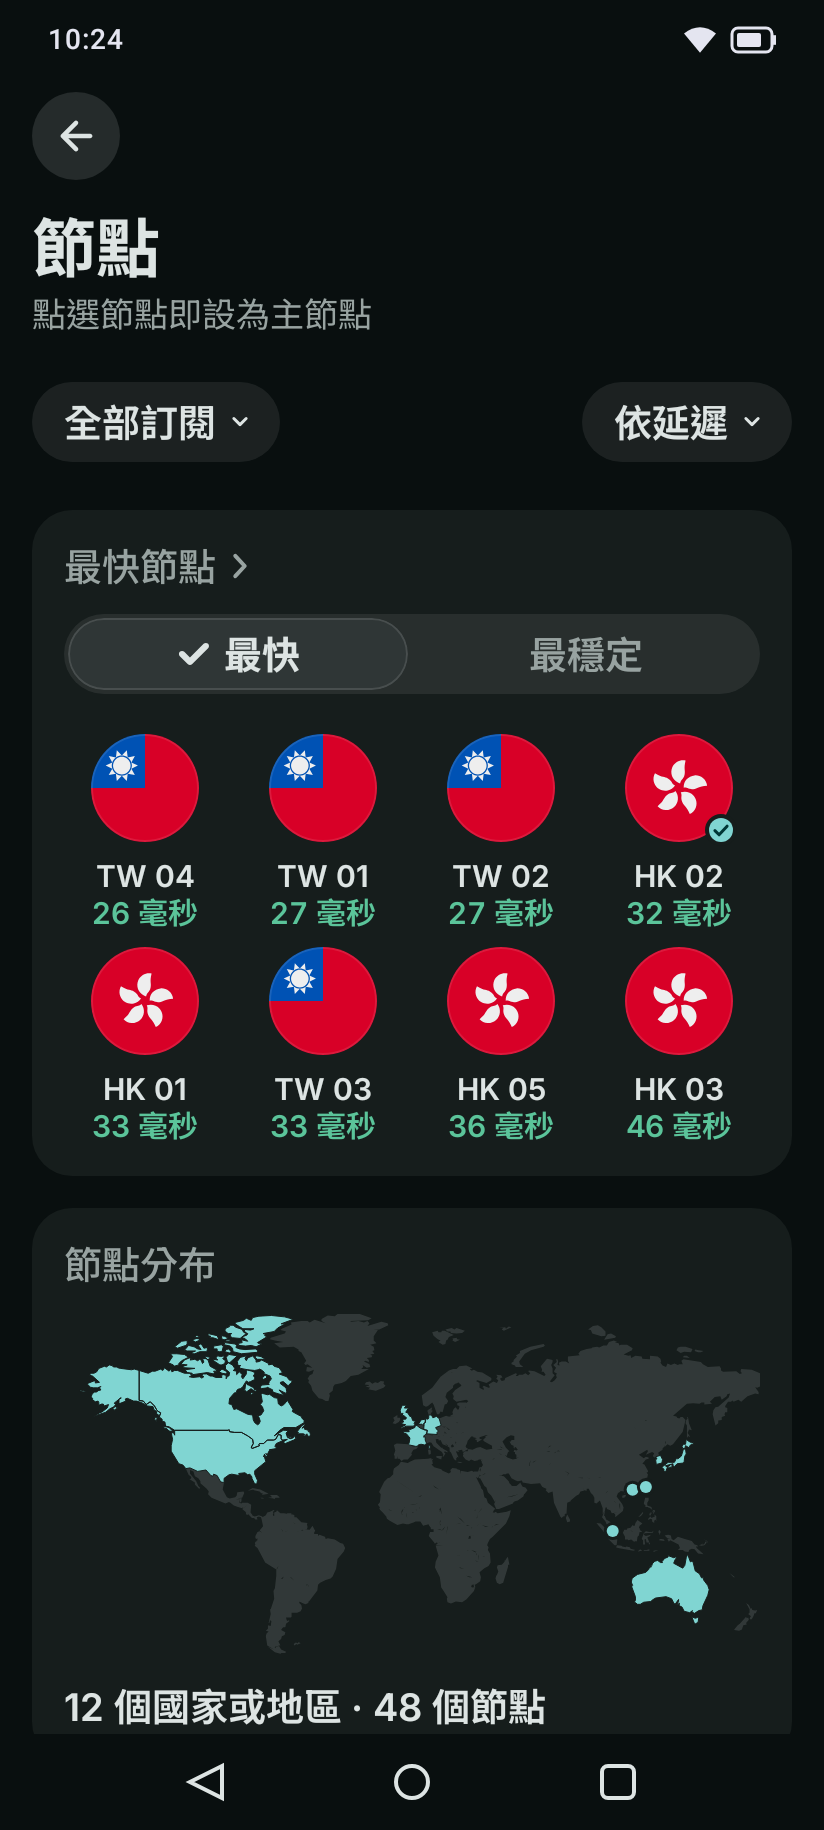 10:24
節點
點選節點即設為主節點
全部訂閱
依延遲
最快節點
最快
最穩定
TW 04
26 毫秒
TW 01
27 毫秒
TW 02
27 毫秒
HK 02
32 毫秒
HK 01
33 毫秒
TW 03
33 毫秒
HK 05
36 毫秒
HK 03
46 毫秒
節點分布
12 個國家或地區 · 48 個節點